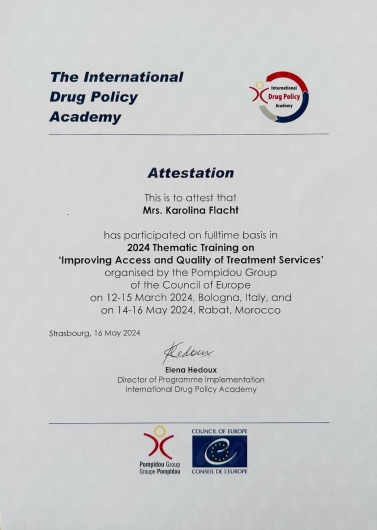 The International
Drug Policy
Academy
International
Drug Policy
Academy
Attestation
This is to attest that
Mrs. Karolina Flacht
has participated on fulltime basis in
2024 Thematic Training on
'Improving Access and Quality of Treatment Services'
organised by the Pompidou Group
of the Council of Europe
on 12-15 March 2024, Bologna, Italy, and
on 14-16 May 2024, Rabat, Morocco
Strasbourg, 16 May 2024
Hedoux
Elena Hedoux
Director of Programme Implementation
International Drug Policy Academy
Pompidou Group
Groupe Pompidou
COUNCIL OF EUROPE
CONSEIL DE L'EUROPE